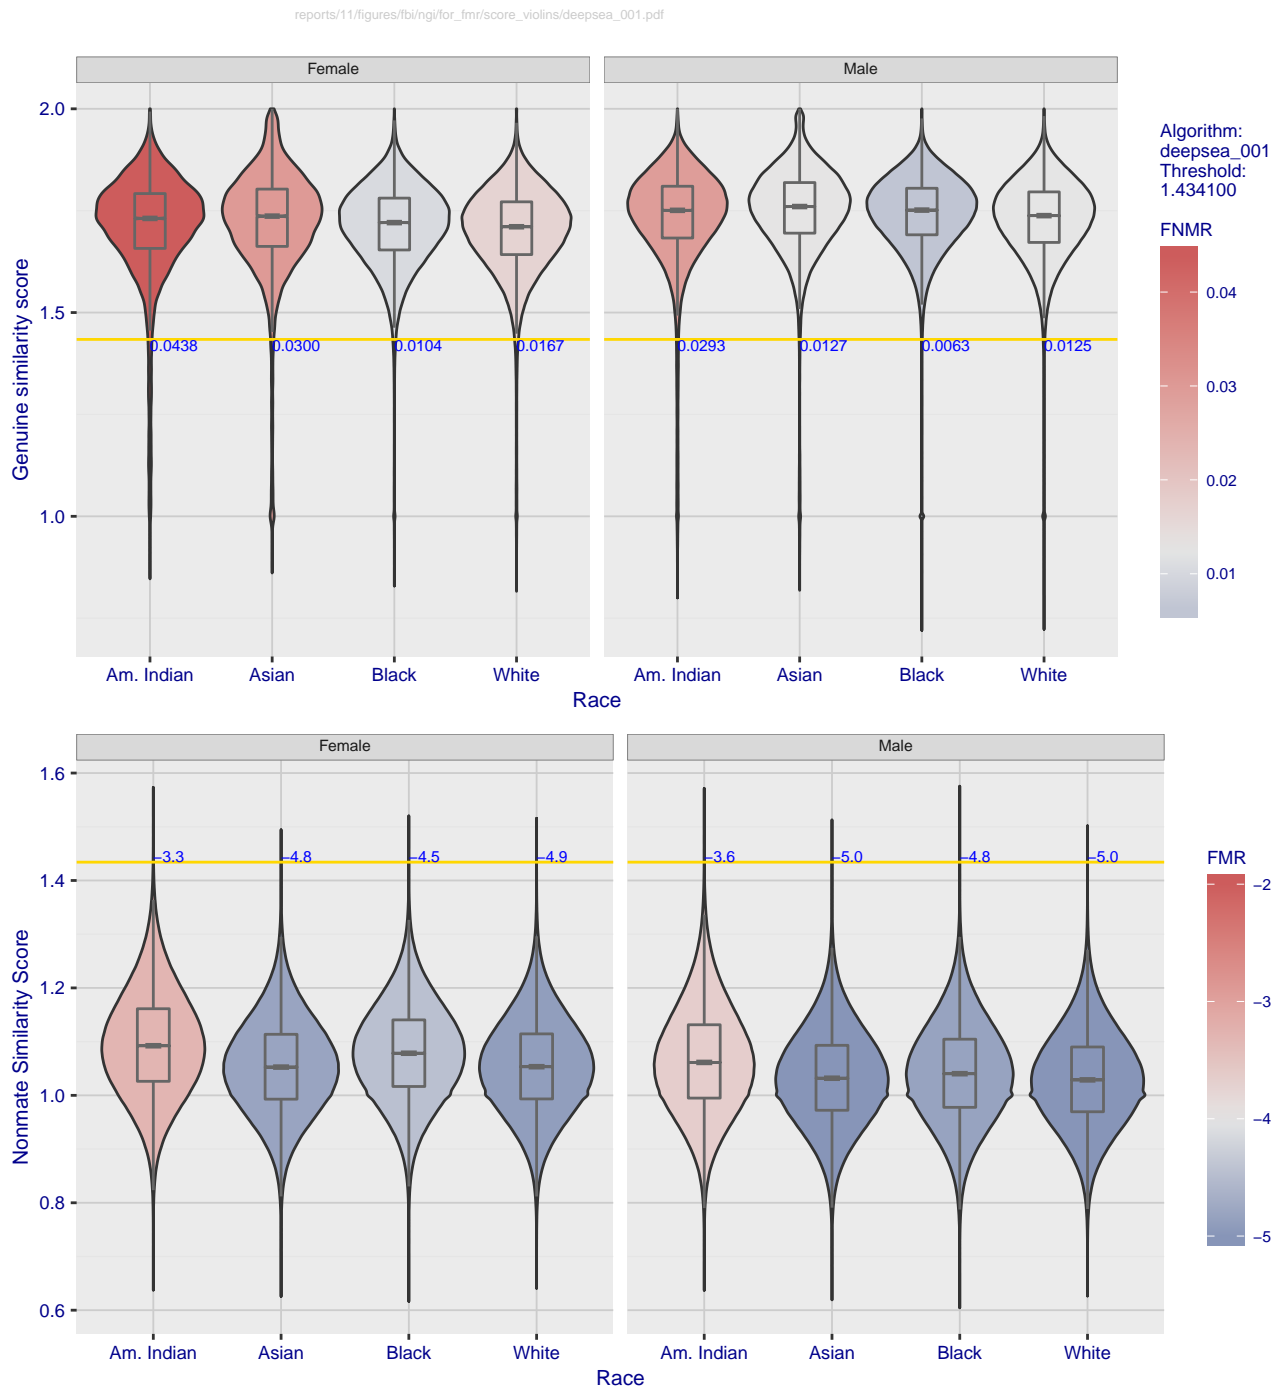 reports/11/figures/fbi/ngi/for_fmr/score_violins/deepsea_001.pdf
Female
Male
Genuine similarity score
2.0
1.5
1.0
0.0438
0.0300
0.0104
0.0167
0.0293
0.0127
0.0063
0.0125
Am. Indian
Asian
Black
White
Am. Indian
Asian
Black
White
Race
Algorithm:
deepsea_001
Threshold:
1.434100
FNMR
0.04
0.03
0.02
0.01
Female
Male
Nonmate Similarity Score
1.6
1.4
1.2
1.0
0.8
0.6
−3.3
−4.8
−4.5
−4.9
−3.6
−5.0
−4.8
−5.0
Am. Indian
Asian
Black
White
Am. Indian
Asian
Black
White
Race
FMR
−2
−3
−4
−5